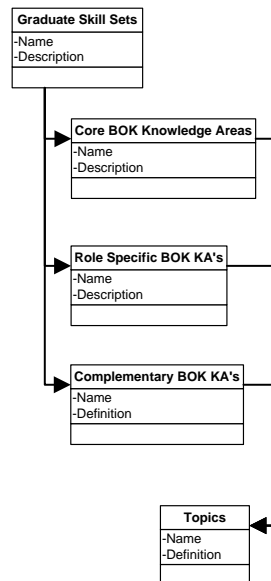 Graduate Skill Sets
-Name
-Description
Core BOK Knowledge Areas
-Name
-Description
Role Specific BOK KA's
-Name
-Description
Complementary BOK KA's
-Name
-Definition
Topics
-Name
-Definition